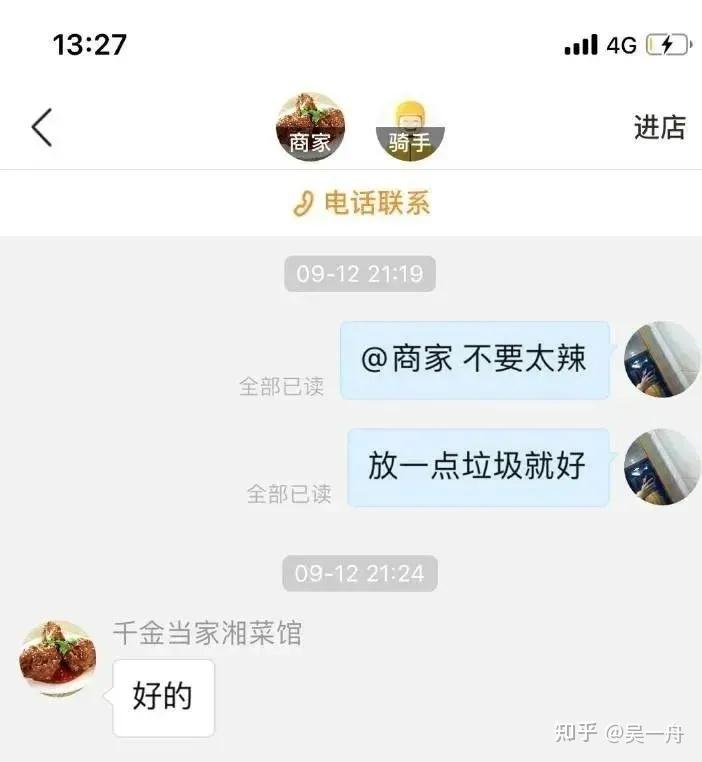 13:27
4G
商家
骑手
进店
电话联系
09-12 21:19
@商家 不要太辣
全部已读
放一点垃圾就好
全部已读
09-12 21:24
千金当家湘菜馆
好的
知乎 @吴一舟